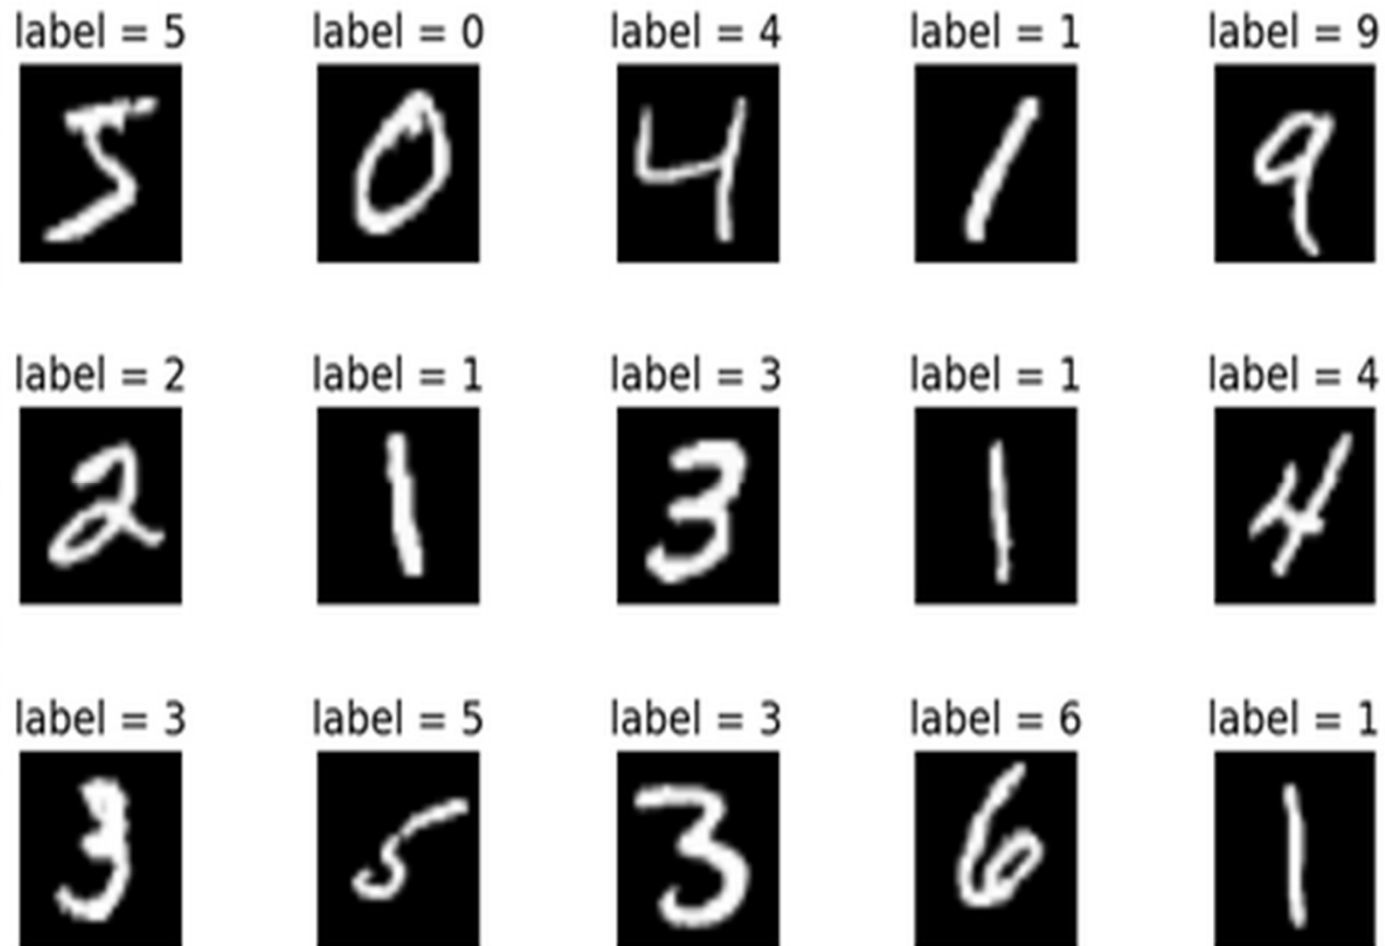 label = 5 label = 0 label = 4 label = 1 label = 9
5 0 4 1 9
label = 2 label = 1 label = 3 label = 1 label = 4
2 1 3 1 4
label = 3 label = 5 label = 3 label = 6 label = 1
3 5 3 6 1